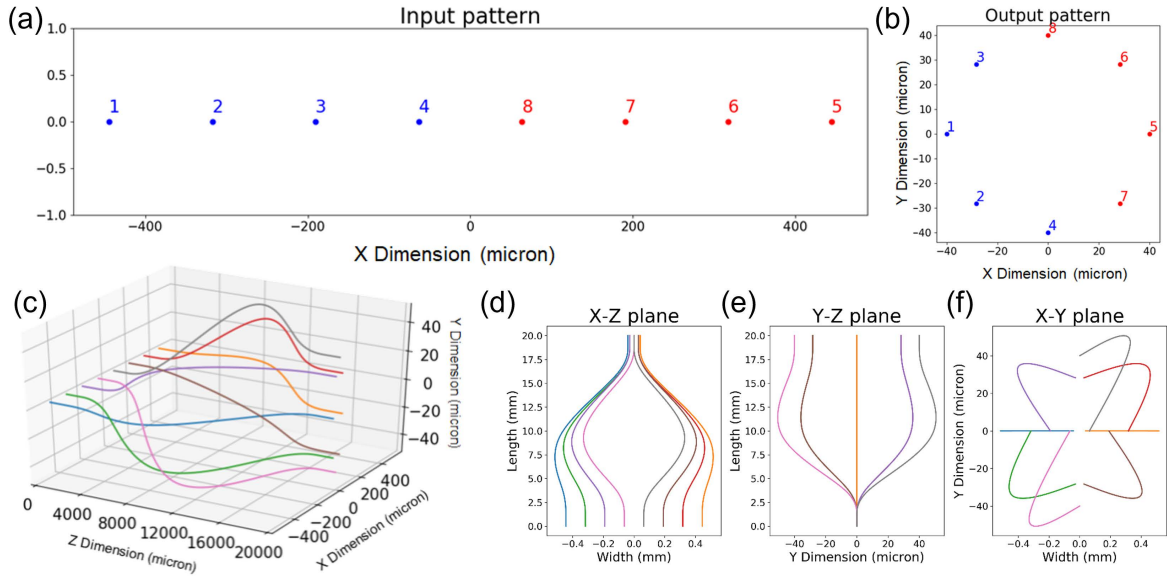 (a)
Input pattern
1.0
0.5
0.0
−0.5
−1.0
1 2 3 4 8 7 6 5
−400 −200 0 200 400
X Dimension (micron)
(b)
Output pattern
40
30
20
10
0
−10
−20
−30
−40
Y Dimension (micron)
8
3 6
1 5
2 7
4
−40 −20 0 20 40
X Dimension (micron)
(c)
40
20
0
−20
−40
Y Dimension (micron)
0 4000 8000 12000 16000 20000
Z Dimension (micron)
−400 −200 0 200 400
X Dimension (micron)
(d)
X-Z plane
20.0
17.5
15.0
12.5
10.0
7.5
5.0
2.5
0.0
Length (mm)
−0.4 −0.2 0.0 0.2 0.4
Width (mm)
(e)
Y-Z plane
20.0
17.5
15.0
12.5
10.0
7.5
5.0
2.5
0.0
Length (mm)
−40 −20 0 20 40
Y Dimension (micron)
(f)
X-Y plane
40
20
0
−20
−40
Y Dimension (micron)
−0.4 −0.2 0.0 0.2 0.4
Width (mm)